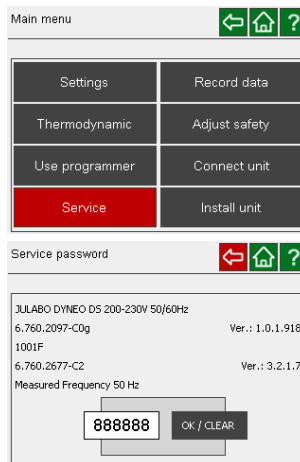 Main menu
?
Settings
Record data
Thermodynamic
Adjust safety
Use programmer
Connect unit
Service
Install unit
Service password
?
JULABO DYNEO DS 200-230V 50/60Hz
6.760.2097-C0g
Ver.: 1.0.1.918
1001F
6.760.2677-C2
Ver.: 3.2.1.7
Measured Frequency 50 Hz
888888
OK / CLEAR